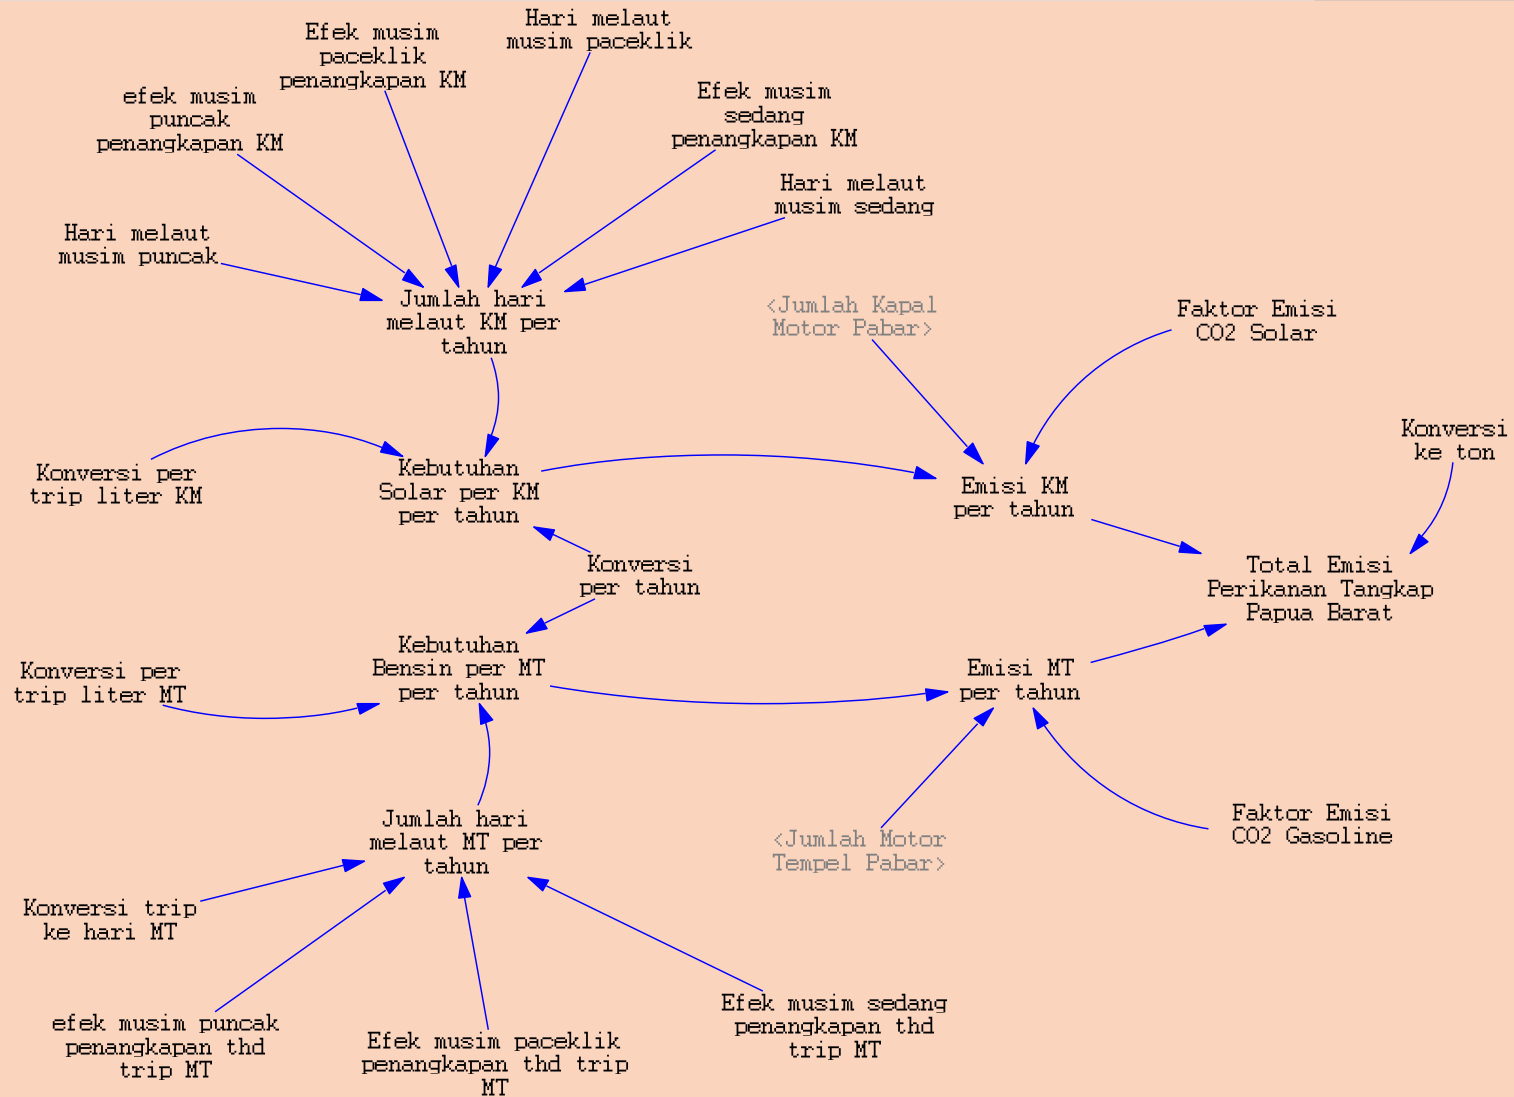 Hari melaut
musim paceklik
Efek musim
paceklik
penangkapan KM
efek musim
puncak
penangkapan KM
Efek musim
sedang
penangkapan KM
Hari melaut
musim sedang
Hari melaut
musim puncak
Jumlah hari
melaut KM per
tahun
<Jumlah Kapal
Motor Pabar>
Faktor Emisi
CO2 Solar
Konversi
ke ton
Konversi per
trip liter KM
Kebutuhan
Solar per KM
per tahun
Emisi KM
per tahun
Konversi
per tahun
Total Emisi
Perikanan Tangkap
Papua Barat
Konversi per
trip liter MT
Kebutuhan
Bensin per MT
per tahun
Emisi MT
per tahun
Jumlah hari
melaut MT per
tahun
<Jumlah Motor
Tempel Pabar>
Faktor Emisi
CO2 Gasoline
Konversi trip
ke hari MT
efek musim puncak
penangkapan thd
trip MT
Efek musim paceklik
penangkapan thd trip
MT
Efek musim sedang
penangkapan thd
trip MT